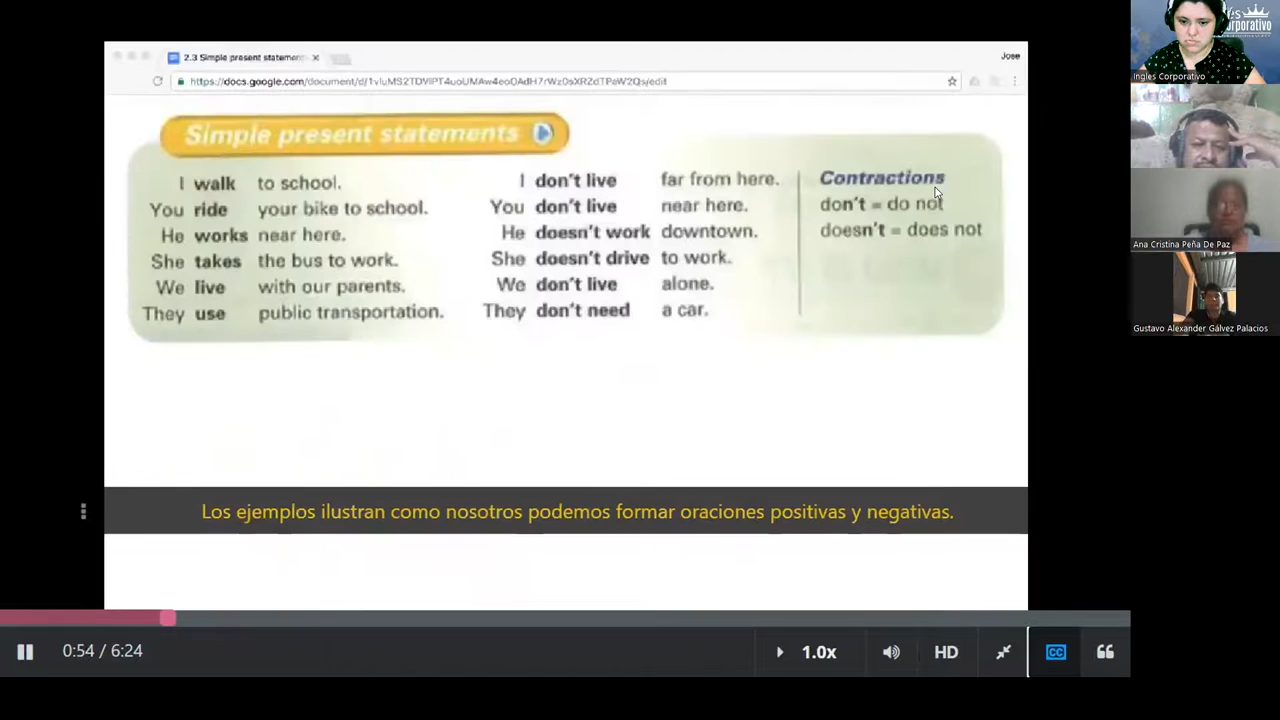 2.3 Simple present statement
Jose
Simple present statements
I walk to school.
You ride your bike to school.
He works near here.
She takes the bus to work.
We live with our parents.
They use public transportation.
I don't live far from here.
You don't live near here.
He doesn't work downtown.
She doesn't drive to work.
We don't live alone.
They don't need a car.
Contractions
don't = do not
doesn't = does not
Los ejemplos ilustran como nosotros podemos formar oraciones positivas y negativas.
0:54 / 6:24
1.0x
HD
CC
Ingles Corporativo
Ana Cristina Peña De Paz
Gustavo Alexander Gálvez Palacios